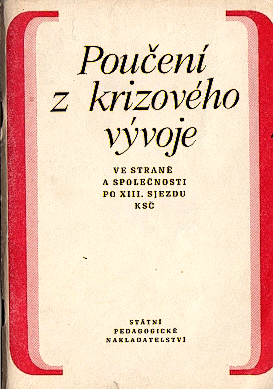 Poučení
z krizového
vývoje
VE STRANĚ
A SPOLEČNOSTI
PO XIII. SJEZDU
KSČ
STÁTNÍ
PEDAGOGICKÉ
NAKLADATELSTVÍ